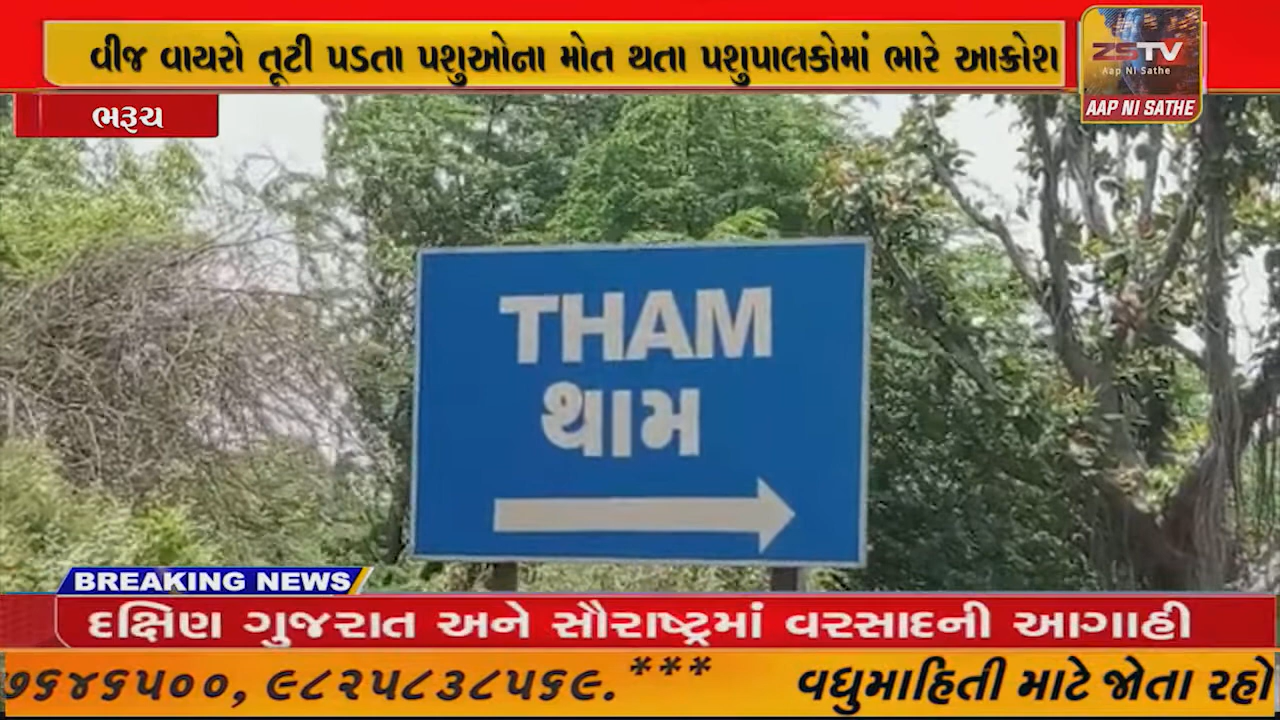 વીજ વાયરો તૂટી પડતા પશુઓના મોત થતા પશુપાલકોમાં ભારે આક્રોશ
ZSTV
Aap Ni Sathe
AAP NI SATHE
ભરૂચ
THAM
થામ
BREAKING NEWS
દક્ષિણ ગુજરાત અને સૌરાષ્ટ્રમાં વરસાદની આગાહી
૭૬૪૬૫૦૦, ૯૮૨૫૮૩૮૫૬૯. *** વધુમાહિતી માટે જોતા રહો